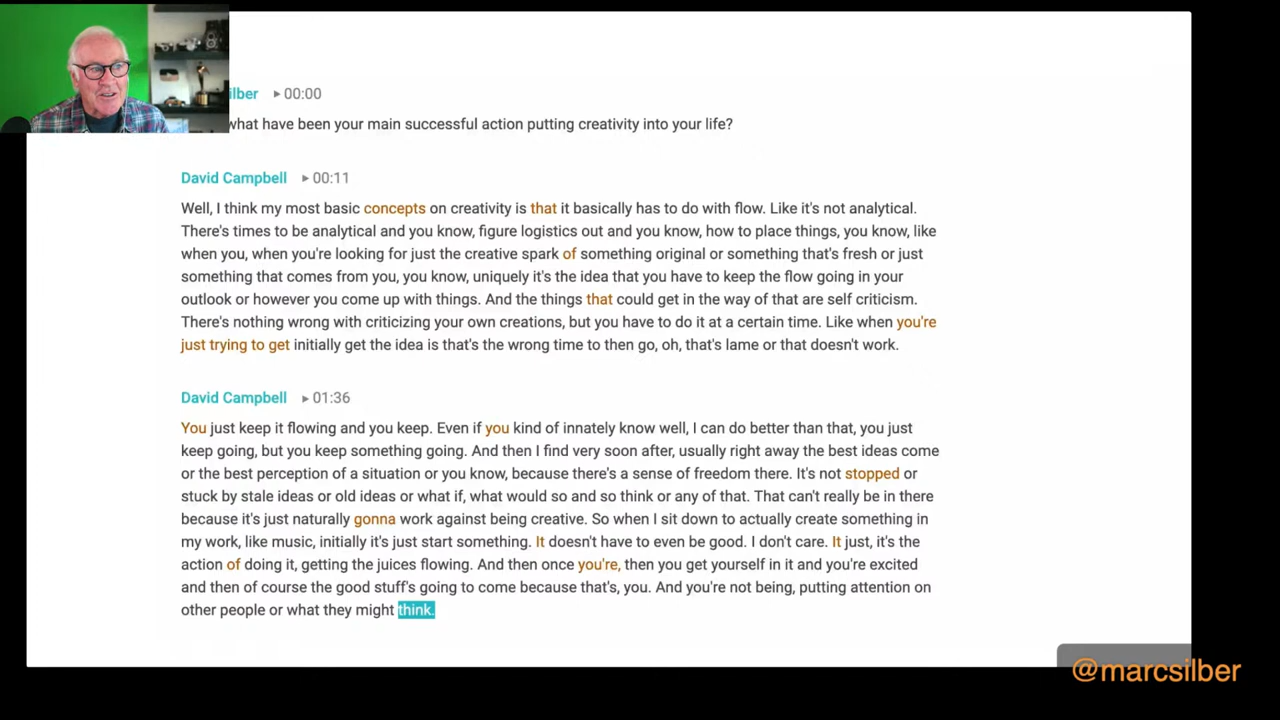 ilber ▸ 00:00
what have been your main successful action putting creativity into your life?
David Campbell ▸ 00:11
Well, I think my most basic concepts on creativity is that it basically has to do with flow. Like it's not analytical.
There's times to be analytical and you know, figure logistics out and you know, how to place things, you know, like
when you, when you're looking for just the creative spark of something original or something that's fresh or just
something that comes from you, you know, uniquely it's the idea that you have to keep the flow going in your
outlook or however you come up with things. And the things that could get in the way of that are self criticism.
There's nothing wrong with criticizing your own creations, but you have to do it at a certain time. Like when you're
just trying to get initially get the idea is that's the wrong time to then go, oh, that's lame or that doesn't work.
David Campbell ▸ 01:36
You just keep it flowing and you keep. Even if you kind of innately know well, I can do better than that, you just
keep going, but you keep something going. And then I find very soon after, usually right away the best ideas come
or the best perception of a situation or you know, because there's a sense of freedom there. It's not stopped or
stuck by stale ideas or old ideas or what if, what would so and so think or any of that. That can't really be in there
because it's just naturally gonna work against being creative. So when I sit down to actually create something in
my work, like music, initially it's just start something. It doesn't have to even be good. I don't care. It just, it's the
action of doing it, getting the juices flowing. And then once you're, then you get yourself in it and you're excited
and then of course the good stuff's going to come because that's, you. And you're not being, putting attention on
other people or what they might think.
@marcsilber